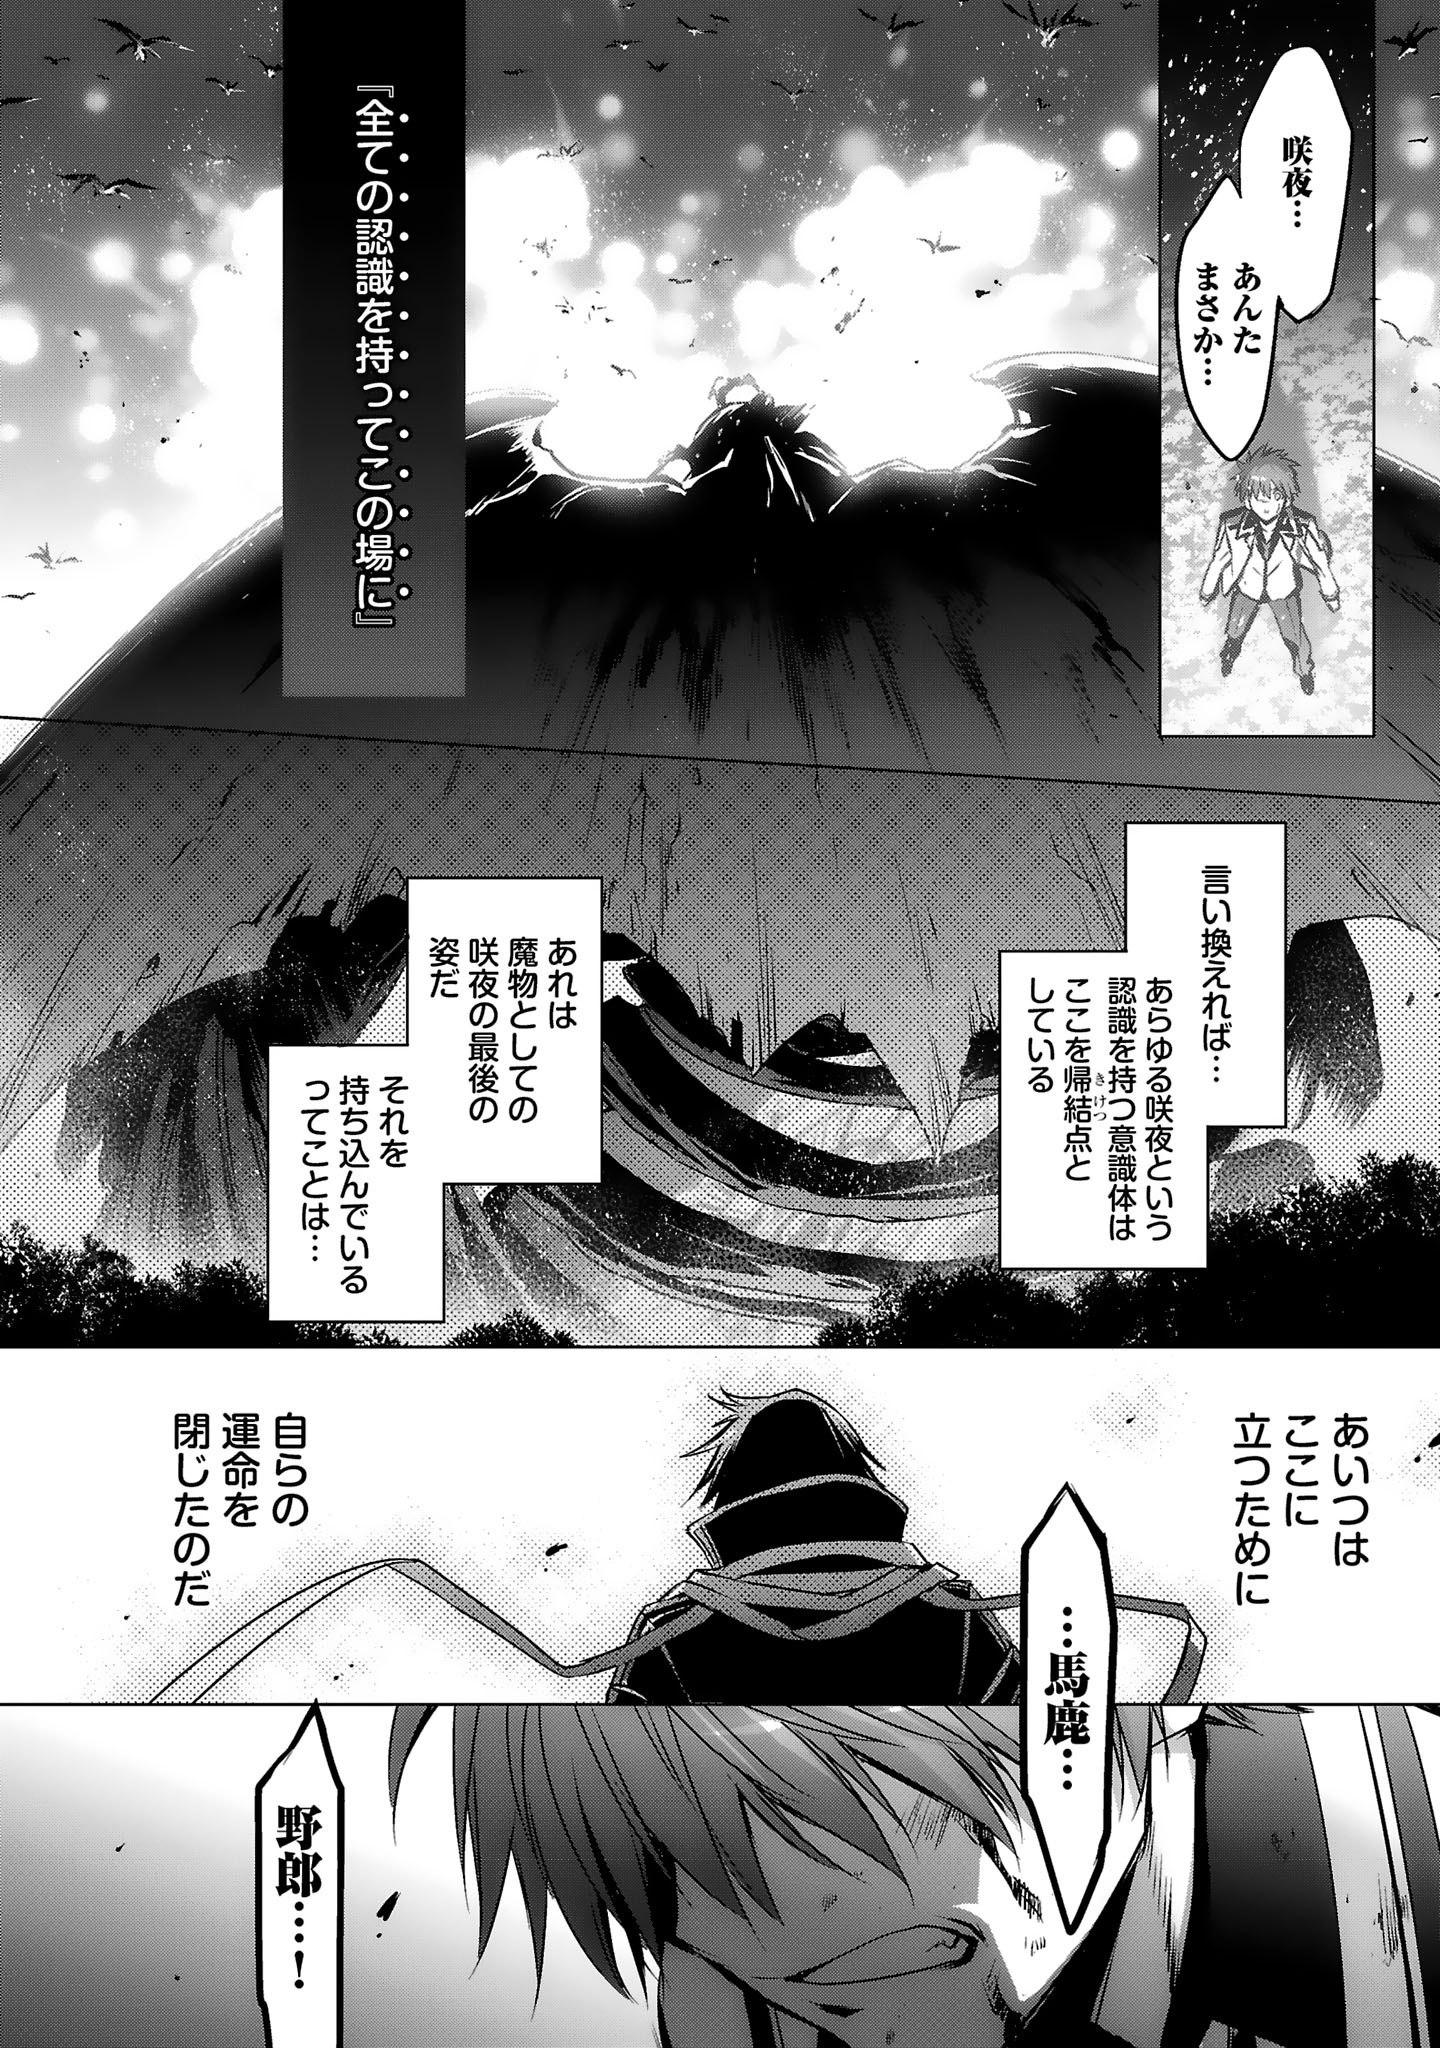 咲夜…
あんた
まさか…
『全ての認識を持ってこの場に』
言い換えれば…
あらゆる咲夜という
認識を持つ意識体は
ここを帰結点と
きけつ
している
あれは
魔物としての
咲夜の最後の
姿だ
それを
持ち込んでいる
ってことは…
あいつは
ここに
立つために
自らの
運命を
閉じたのだ
…馬鹿…
野郎……！